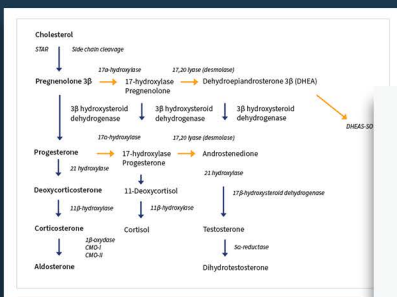 Cholesterol
STAR Side chain cleavage
17α-hydroxylase 17,20 lyase (desmolase)
Pregnenolone 3β 17-hydroxylase Dehydroepiandrosterone 3β (DHEA)
Pregnenolone
3β hydroxysteroid 3β hydroxysteroid 3β hydroxysteroid
dehydrogenase dehydrogenase dehydrogenase
DHEAS-SO
17α-hydroxylase 17,20 lyase (desmolase)
Progesterone 17-hydroxylase Androstenedione
Progesterone
21 hydroxylase 21 hydroxylase
Deoxycorticosterone 11-Deoxycortisol 17β-hydroxysteroid dehydrogenase
11β-hydroxylase 11β-hydroxylase
Corticosterone Cortisol Testosterone
1β-oxydase
CMO-I 5α-reductase
CMO-II
Aldosterone Dihydrotestosterone